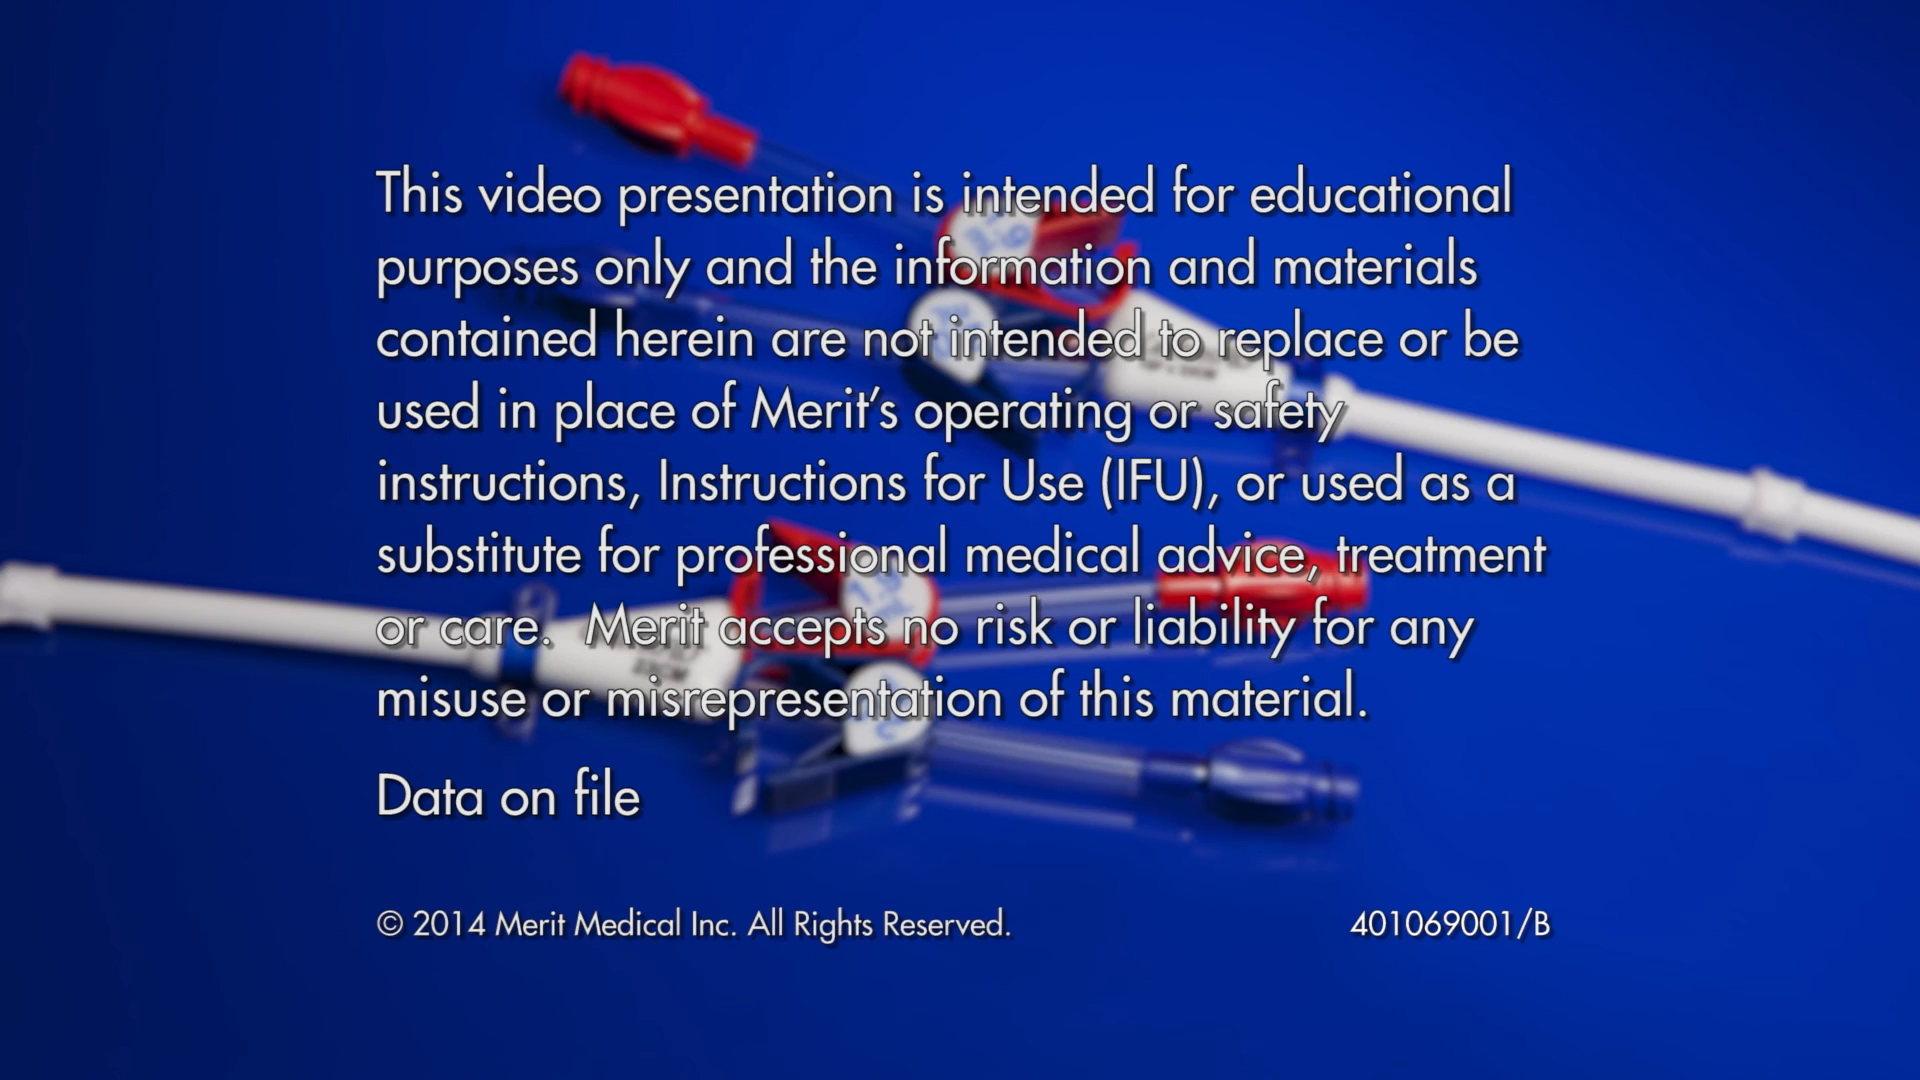 This video presentation is intended for educational
purposes only and the information and materials
contained herein are not intended to replace or be
used in place of Merit’s operating or safety
instructions, Instructions for Use (IFU), or used as a
substitute for professional medical advice, treatment
or care.  Merit accepts no risk or liability for any
misuse or misrepresentation of this material.
Data on file
© 2014 Merit Medical Inc. All Rights Reserved.
401069001/B